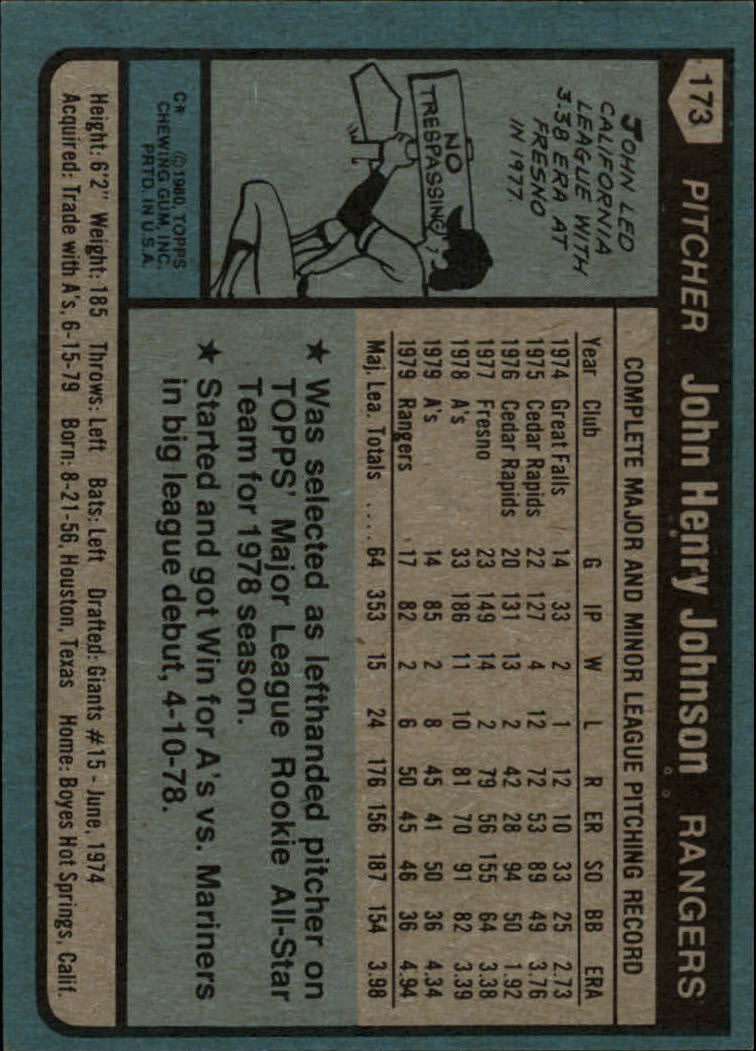 173
PITCHER John Henry Johnson RANGERS
JOHN LED
CALIFORNIA
LEAGUE WITH
3.38 ERA AT
FRESNO
IN 1977.
NO
TRESPASSING
C* ©1980, TOPPS
CHEWING GUM, INC.
PRTD. IN U.S.A.
COMPLETE MAJOR AND MINOR LEAGUE PITCHING RECORD
Year Club G IP W L R ER SO BB ERA
1974 Great Falls 14 33 2 1 12 10 33 25 2.73
1975 Cedar Rapids 22 127 4 12 72 53 89 49 3.76
1976 Cedar Rapids 20 131 13 2 42 28 94 50 1.92
1977 Fresno 23 149 14 2 79 56 155 64 3.38
1978 A's 33 186 11 10 81 70 91 82 3.39
1979 A's 14 85 2 8 45 41 50 36 4.34
1979 Rangers 17 82 2 6 50 45 46 36 4.94
Maj. Lea. Totals .... 64 353 15 24 176 156 187 154 3.98
★ Was selected as lefthanded pitcher on
TOPPS' Major League Rookie All-Star
Team for 1978 season.
★ Started and got Win for A's vs. Mariners
in big league debut, 4-10-78.
Height: 6'2" Weight: 185 Throws: Left Bats: Left Drafted: Giants #15 - June, 1974
Acquired: Trade with A's, 6-15-79 Born: 8-21-56, Houston, Texas Home: Boyes Hot Springs, Calif.